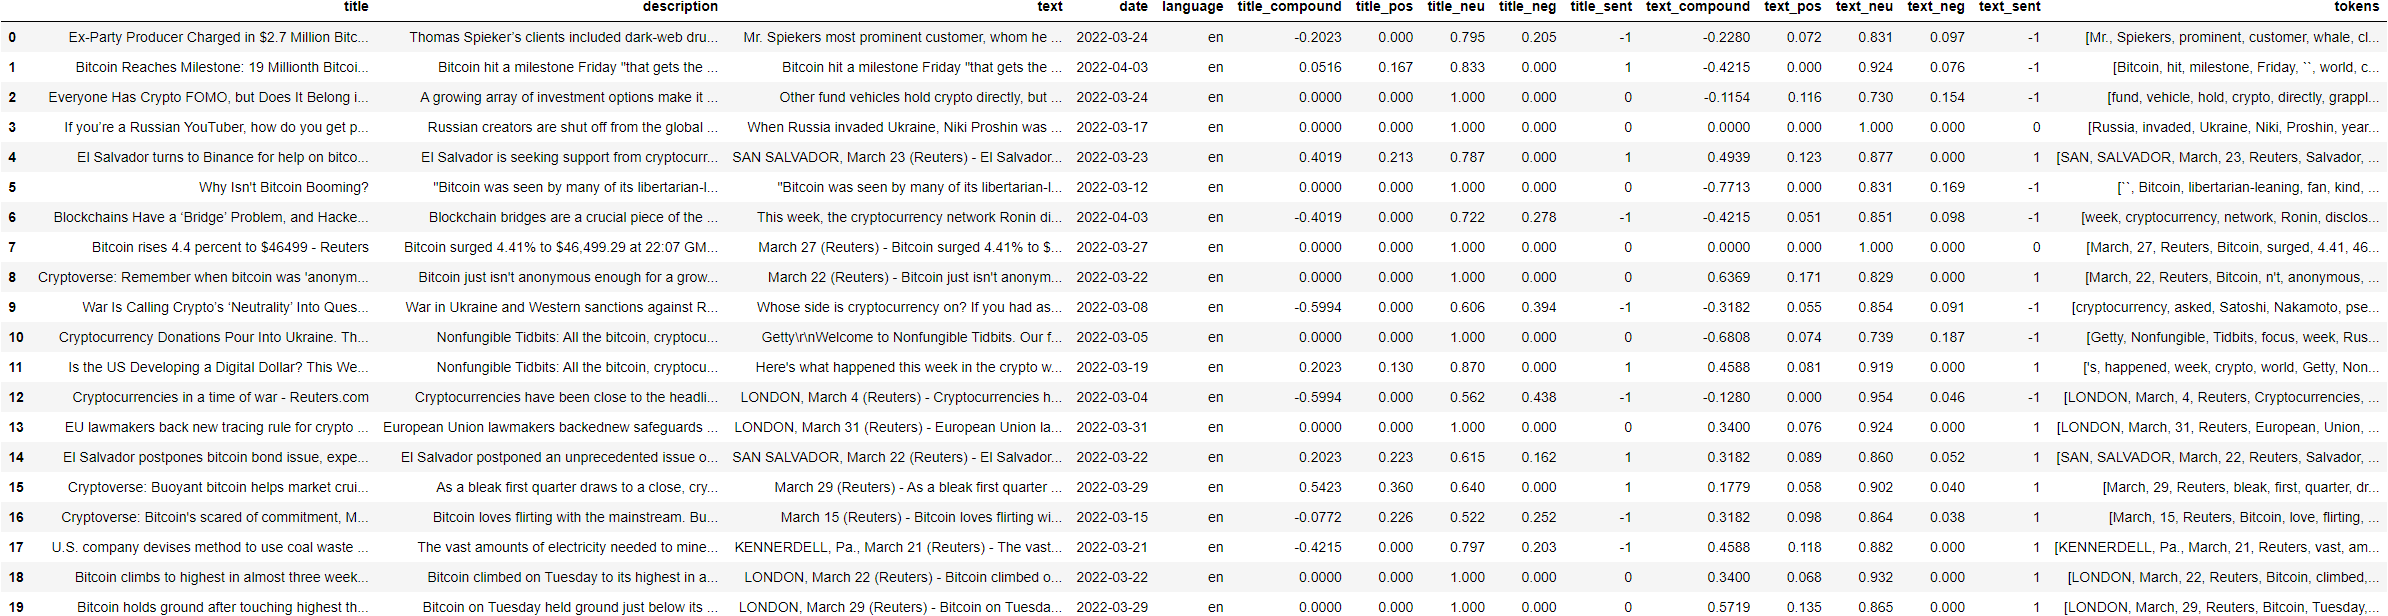 title description text date language title_compound title_pos title_neu title_neg title_sent text_compound text_pos text_neu text_neg text_sent tokens
0 Ex-Party Producer Charged in $2.7 Million Bitc... Thomas Spieker’s clients included dark-web dru... Mr. Spiekers most prominent customer, whom he ... 2022-03-24 en -0.2023 0.000 0.795 0.205 -1 -0.2280 0.072 0.831 0.097 -1 [Mr., Spiekers, prominent, customer, whale, cl...
1 Bitcoin Reaches Milestone: 19 Millionth Bitcoi... Bitcoin hit a milestone Friday "that gets the ... Bitcoin hit a milestone Friday "that gets the ... 2022-04-03 en 0.0516 0.167 0.833 0.000 1 -0.4215 0.000 0.924 0.076 -1 [Bitcoin, hit, milestone, Friday, ``, world, c...
2 Everyone Has Crypto FOMO, but Does It Belong i... A growing array of investment options make it ... Other fund vehicles hold crypto directly, but ... 2022-03-24 en 0.0000 0.000 1.000 0.000 0 -0.1154 0.116 0.730 0.154 -1 [fund, vehicle, hold, crypto, directly, grappl...
3 If you’re a Russian YouTuber, how do you get p... Russian creators are shut off from the global ... When Russia invaded Ukraine, Niki Proshin was ... 2022-03-17 en 0.0000 0.000 1.000 0.000 0 0.0000 0.000 1.000 0.000 0 [Russia, invaded, Ukraine, Niki, Proshin, year...
4 El Salvador turns to Binance for help on bitco... El Salvador is seeking support from cryptocurr... SAN SALVADOR, March 23 (Reuters) - El Salvador... 2022-03-23 en 0.4019 0.213 0.787 0.000 1 0.4939 0.123 0.877 0.000 1 [SAN, SALVADOR, March, 23, Reuters, Salvador, ...
5 Why Isn't Bitcoin Booming? "Bitcoin was seen by many of its libertarian-l... "Bitcoin was seen by many of its libertarian-l... 2022-03-12 en 0.0000 0.000 1.000 0.000 0 -0.7713 0.000 0.831 0.169 -1 [``, Bitcoin, libertarian-leaning, fan, kind, ...
6 Blockchains Have a ‘Bridge’ Problem, and Hacke... Blockchain bridges are a crucial piece of the ... This week, the cryptocurrency network Ronin di... 2022-04-03 en -0.4019 0.000 0.722 0.278 -1 -0.4215 0.051 0.851 0.098 -1 [week, cryptocurrency, network, Ronin, disclos...
7 Bitcoin rises 4.4 percent to $46499 - Reuters Bitcoin surged 4.41% to $46,499.29 at 22:07 GM... March 27 (Reuters) - Bitcoin surged 4.41% to $... 2022-03-27 en 0.0000 0.000 1.000 0.000 0 0.0000 0.000 1.000 0.000 0 [March, 27, Reuters, Bitcoin, surged, 4.41, 46...
8 Cryptoverse: Remember when bitcoin was 'anonym... Bitcoin just isn't anonymous enough for a grow... March 22 (Reuters) - Bitcoin just isn't anonym... 2022-03-22 en 0.0000 0.000 1.000 0.000 0 0.6369 0.171 0.829 0.000 1 [March, 22, Reuters, Bitcoin, n't, anonymous, ...
9 War Is Calling Crypto’s ‘Neutrality’ Into Ques... War in Ukraine and Western sanctions against R... Whose side is cryptocurrency on? If you had as... 2022-03-08 en -0.5994 0.000 0.606 0.394 -1 -0.3182 0.055 0.854 0.091 -1 [cryptocurrency, asked, Satoshi, Nakamoto, pse...
10 Cryptocurrency Donations Pour Into Ukraine. Th... Nonfungible Tidbits: All the bitcoin, cryptocu... Getty\r\nWelcome to Nonfungible Tidbits. Our f... 2022-03-05 en 0.0000 0.000 1.000 0.000 0 -0.6808 0.074 0.739 0.187 -1 [Getty, Nonfungible, Tidbits, focus, week, Rus...
11 Is the US Developing a Digital Dollar? This We... Nonfungible Tidbits: All the bitcoin, cryptocu... Here's what happened this week in the crypto w... 2022-03-19 en 0.2023 0.130 0.870 0.000 1 0.4588 0.081 0.919 0.000 1 ['s, happened, week, crypto, world, Getty, Non...
12 Cryptocurrencies in a time of war - Reuters.com Cryptocurrencies have been close to the headli... LONDON, March 4 (Reuters) - Cryptocurrencies h... 2022-03-04 en -0.5994 0.000 0.562 0.438 -1 -0.1280 0.000 0.954 0.046 -1 [LONDON, March, 4, Reuters, Cryptocurrencies, ...
13 EU lawmakers back new tracing rule for crypto ... European Union lawmakers backednew safeguards ... LONDON, March 31 (Reuters) - European Union la... 2022-03-31 en 0.0000 0.000 1.000 0.000 0 0.3400 0.076 0.924 0.000 1 [LONDON, March, 31, Reuters, European, Union, ...
14 El Salvador postpones bitcoin bond issue, expe... El Salvador postponed an unprecedented issue o... SAN SALVADOR, March 22 (Reuters) - El Salvador... 2022-03-22 en 0.2023 0.223 0.615 0.162 1 0.3182 0.089 0.860 0.052 1 [SAN, SALVADOR, March, 22, Reuters, Salvador, ...
15 Cryptoverse: Buoyant bitcoin helps market crui... As a bleak first quarter draws to a close, cry... March 29 (Reuters) - As a bleak first quarter ... 2022-03-29 en 0.5423 0.360 0.640 0.000 1 0.1779 0.058 0.902 0.040 1 [March, 29, Reuters, bleak, first, quarter, dr...
16 Cryptoverse: Bitcoin's scared of commitment, M... Bitcoin loves flirting with the mainstream. Bu... March 15 (Reuters) - Bitcoin loves flirting wi... 2022-03-15 en -0.0772 0.226 0.522 0.252 -1 0.3182 0.098 0.864 0.038 1 [March, 15, Reuters, Bitcoin, love, flirting, ...
17 U.S. company devises method to use coal waste ... The vast amounts of electricity needed to mine... KENNERDELL, Pa., March 21 (Reuters) - The vast... 2022-03-21 en -0.4215 0.000 0.797 0.203 -1 0.4588 0.118 0.882 0.000 1 [KENNERDELL, Pa., March, 21, Reuters, vast, am...
18 Bitcoin climbs to highest in almost three week... Bitcoin climbed on Tuesday to its highest in a... LONDON, March 22 (Reuters) - Bitcoin climbed o... 2022-03-22 en 0.0000 0.000 1.000 0.000 0 0.3400 0.068 0.932 0.000 1 [LONDON, March, 22, Reuters, Bitcoin, climbed,...
19 Bitcoin holds ground after touching highest th... Bitcoin on Tuesday held ground just below its ... LONDON, March 29 (Reuters) - Bitcoin on Tuesda... 2022-03-29 en 0.0000 0.000 1.000 0.000 0 0.5719 0.135 0.865 0.000 1 [LONDON, March, 29, Reuters, Bitcoin, Tuesday,...